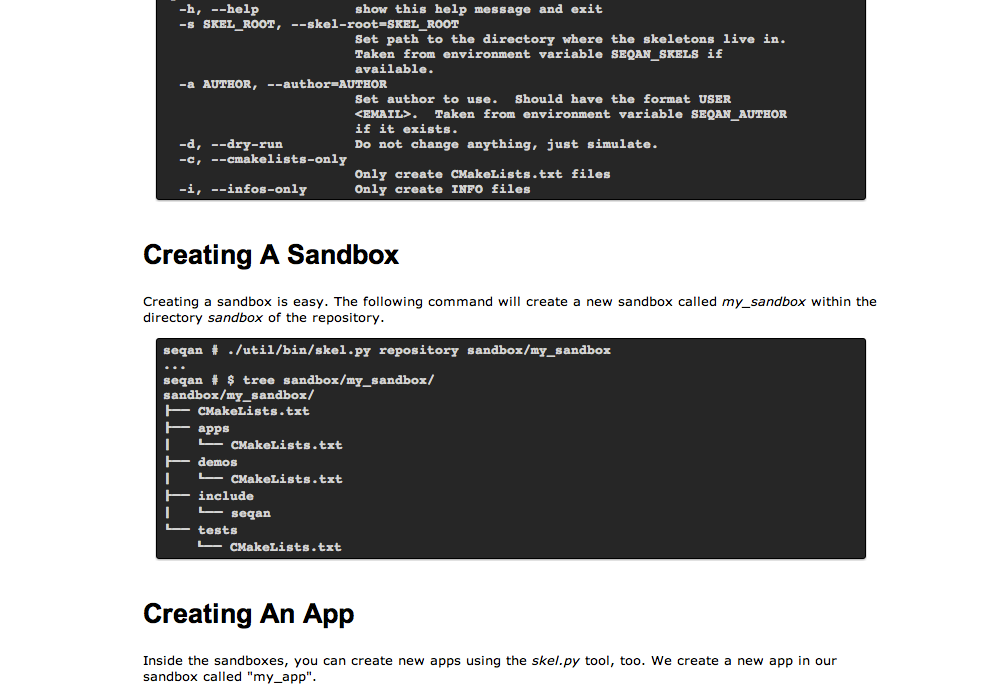 -h, --help            show this help message and exit
-s SKEL_ROOT, --skel-root=SKEL_ROOT
Set path to the directory where the skeletons live in.
Taken from environment variable SEQAN_SKELS if
available.
-a AUTHOR, --author=AUTHOR
Set author to use.  Should have the format USER
<EMAIL>.  Taken from environment variable SEQAN_AUTHOR
if it exists.
-d, --dry-run         Do not change anything, just simulate.
-c, --cmakelists-only
Only create CMakeLists.txt files
-i, --infos-only      Only create INFO files
Creating A Sandbox
Creating a sandbox is easy. The following command will create a new sandbox called my_sandbox within the
directory sandbox of the repository.
seqan # ./util/bin/skel.py repository sandbox/my_sandbox
...
seqan # $ tree sandbox/my_sandbox/
sandbox/my_sandbox/
├── CMakeLists.txt
├── apps
│   └── CMakeLists.txt
├── demos
│   └── CMakeLists.txt
├── include
│   └── seqan
└── tests
    └── CMakeLists.txt
Creating An App
Inside the sandboxes, you can create new apps using the skel.py tool, too. We create a new app in our
sandbox called "my_app".